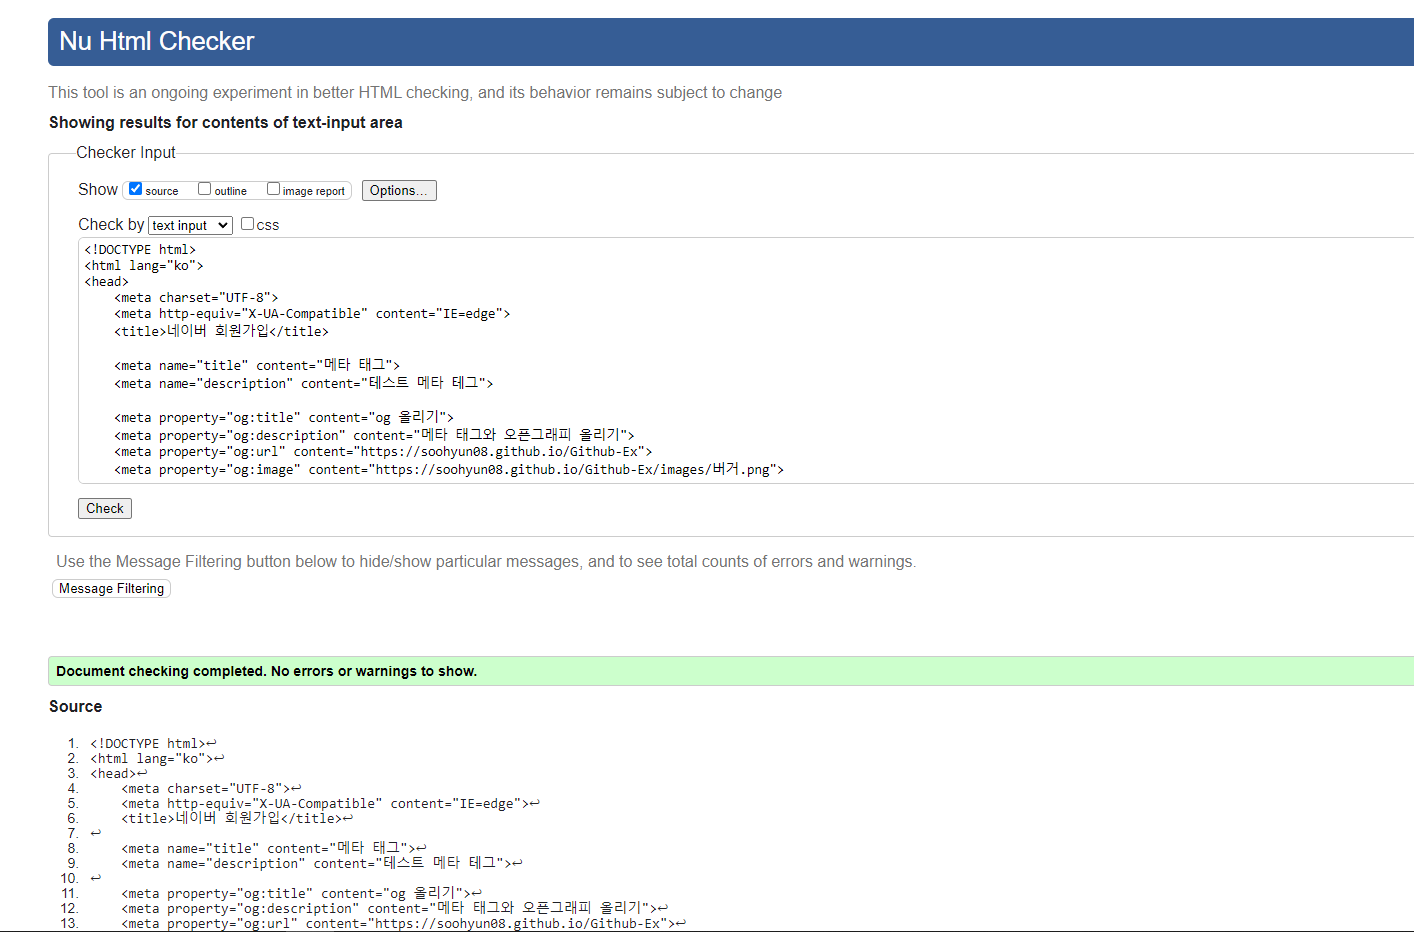 Nu Html Checker
This tool is an ongoing experiment in better HTML checking, and its behavior remains subject to change
Showing results for contents of text-input area
Checker Input
Show source outline image report Options...
Check by text input css
<!DOCTYPE html>
<html lang="ko">
<head>
    <meta charset="UTF-8">
    <meta http-equiv="X-UA-Compatible" content="IE=edge">
    <title>네이버 회원가입</title>
    <meta name="title" content="메타 태그">
    <meta name="description" content="테스트 메타 테그">
    <meta property="og:title" content="og 올리기">
    <meta property="og:description" content="메타 태그와 오픈그래피 올리기">
    <meta property="og:url" content="https://soohyun08.github.io/Github-Ex">
    <meta property="og:image" content="https://soohyun08.github.io/Github-Ex/images/버거.png">
Check
Use the Message Filtering button below to hide/show particular messages, and to see total counts of errors and warnings.
Message Filtering
Document checking completed. No errors or warnings to show.
Source
1. <!DOCTYPE html>↩
2. <html lang="ko">↩
3. <head>↩
4.     <meta charset="UTF-8">↩
5.     <meta http-equiv="X-UA-Compatible" content="IE=edge">↩
6.     <title>네이버 회원가입</title>↩
7. ↩
8.     <meta name="title" content="메타 태그">↩
9.     <meta name="description" content="테스트 메타 테그">↩
10. ↩
11.     <meta property="og:title" content="og 올리기">↩
12.     <meta property="og:description" content="메타 태그와 오픈그래피 올리기">↩
13.     <meta property="og:url" content="https://soohyun08.github.io/Github-Ex">↩